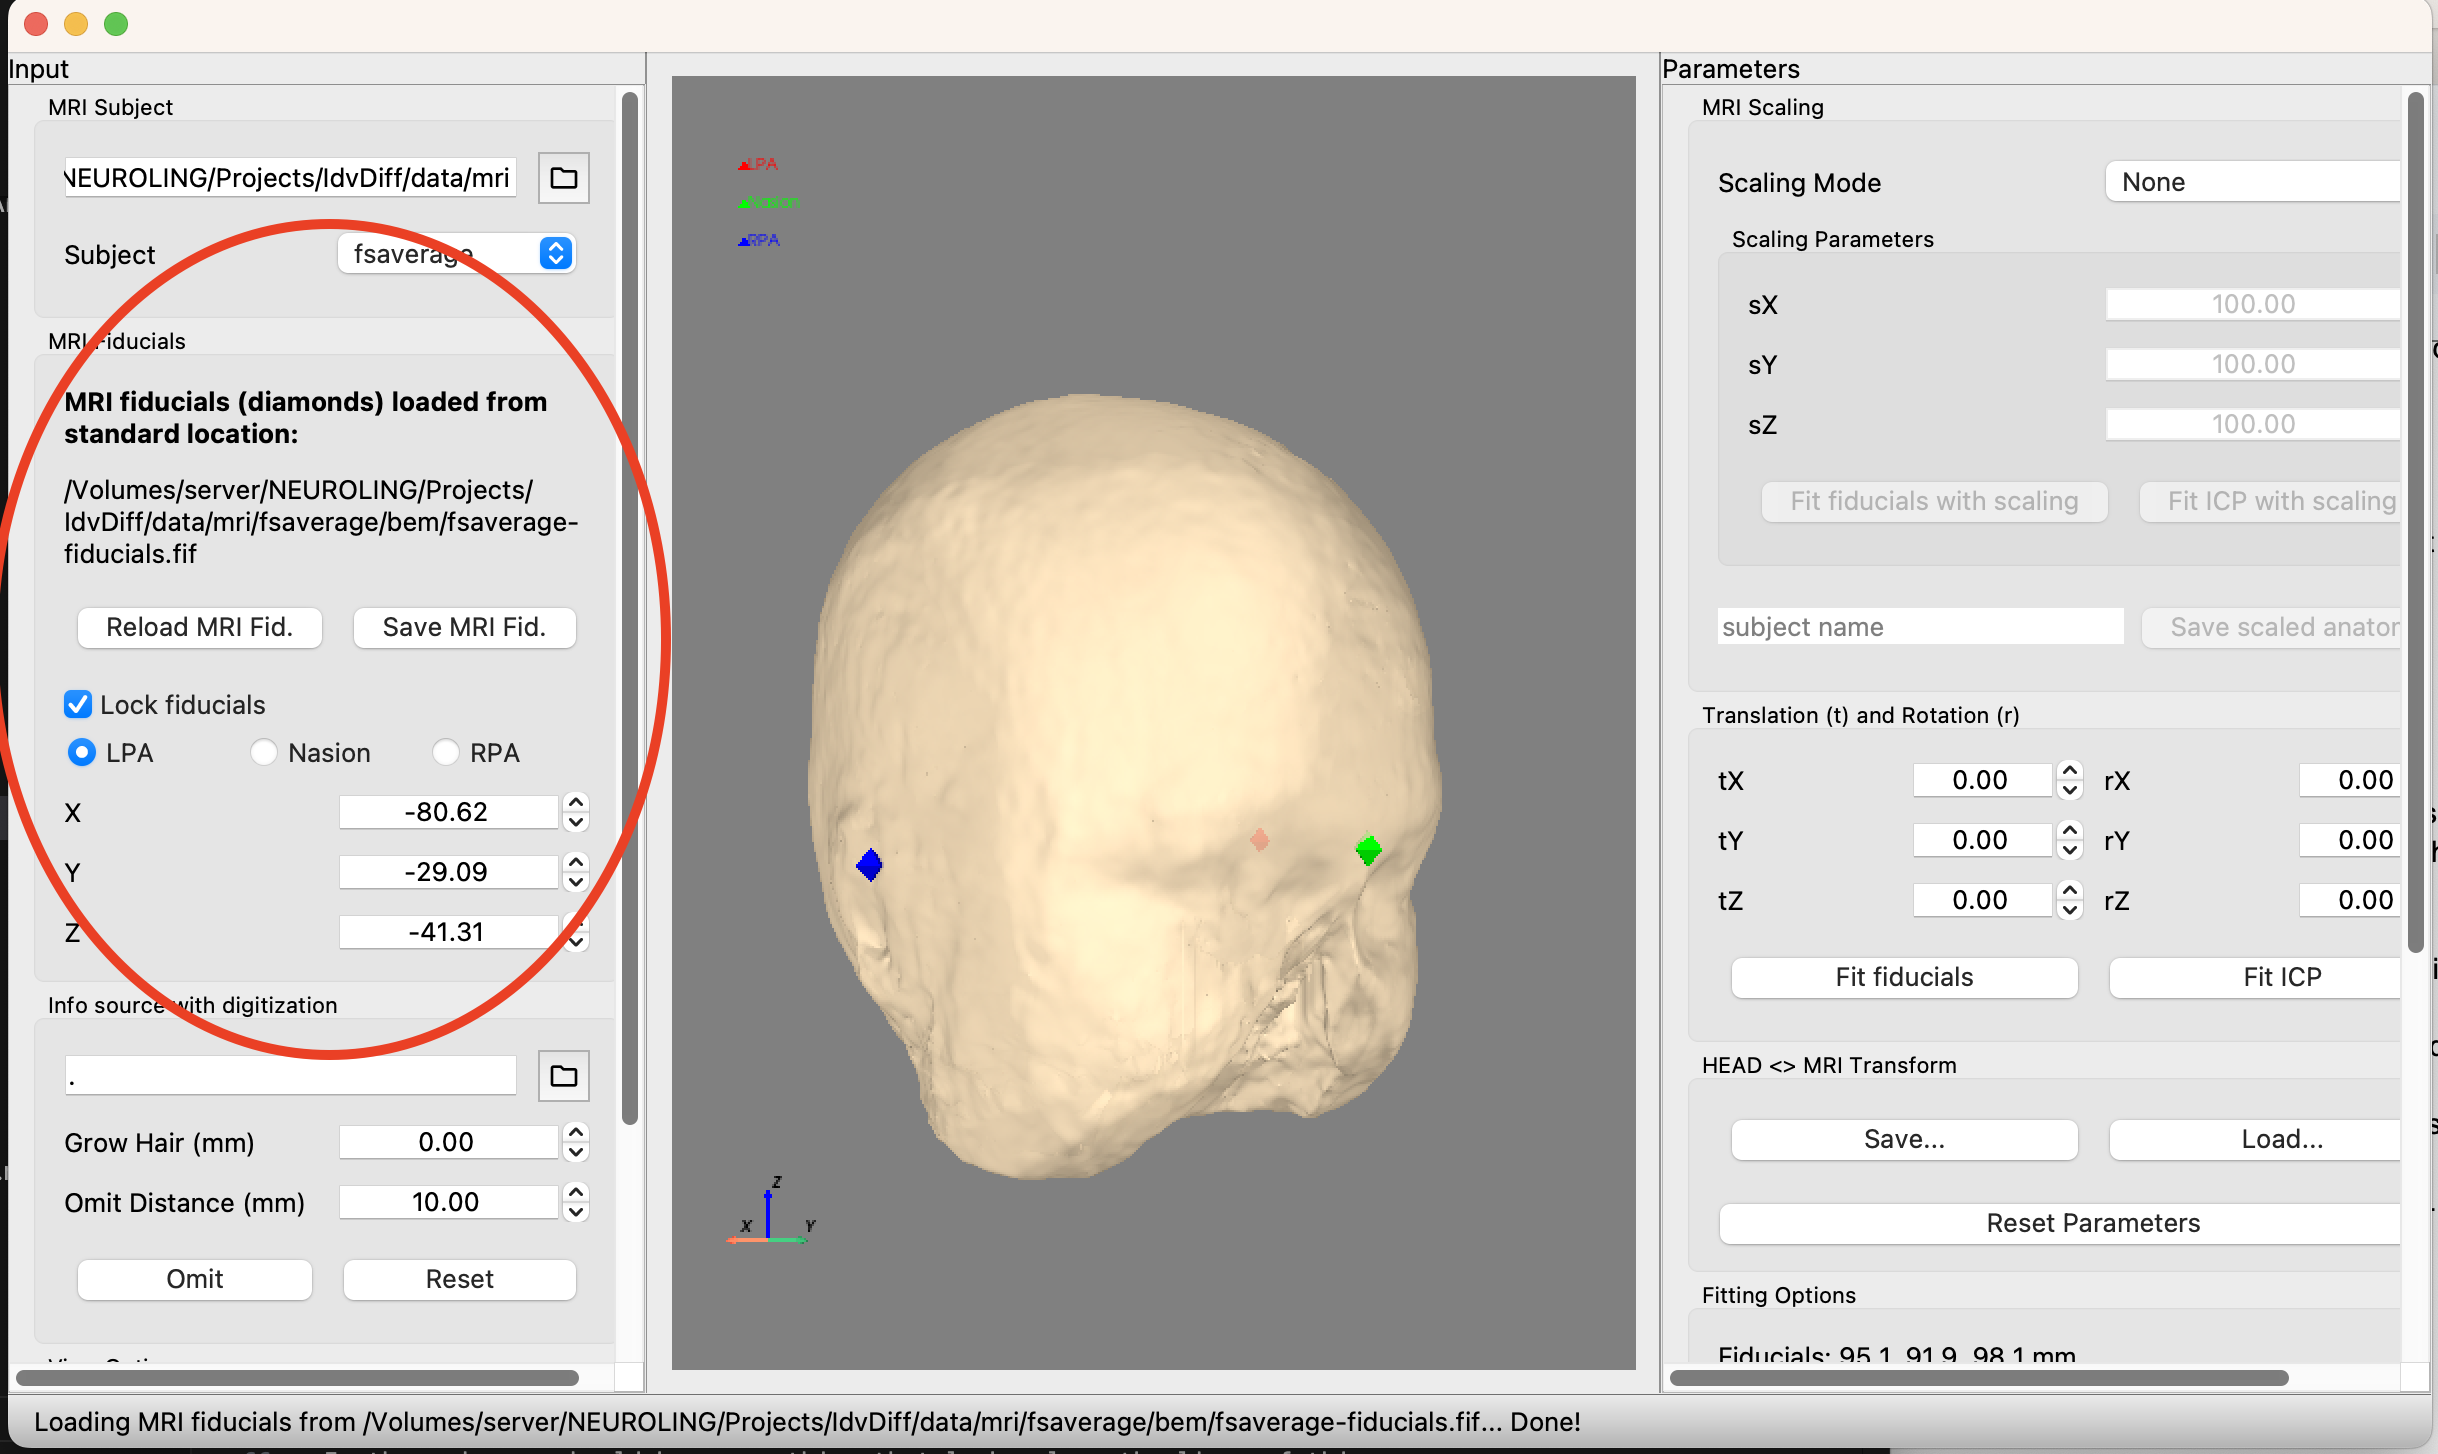 Input
MRI Subject
NEUROLING/Projects/IdvDiff/data/mri
Subject
fsaverage
MRI Fiducials
MRI fiducials (diamonds) loaded from
standard location:
/Volumes/server/NEUROLING/Projects/
IdvDiff/data/mri/fsaverage/bem/fsaverage-
fiducials.fif
Reload MRI Fid.
Save MRI Fid.
Lock fiducials
LPA
Nasion
RPA
X
-80.62
Y
-29.09
Z
-41.31
Info source with digitization
.
Grow Hair (mm)
0.00
Omit Distance (mm)
10.00
Omit
Reset
LPA
Nasion
RPA
Z
X
Y
Parameters
MRI Scaling
Scaling Mode
None
Scaling Parameters
sX
100.00
sY
100.00
sZ
100.00
Fit fiducials with scaling
Fit ICP with scaling
subject name
Save scaled anator
Translation (t) and Rotation (r)
tX
0.00
rX
0.00
tY
0.00
rY
0.00
tZ
0.00
rZ
0.00
Fit fiducials
Fit ICP
HEAD <> MRI Transform
Save...
Load...
Reset Parameters
Fitting Options
Fiducials: 95.1, 91.9, 98.1 mm
Loading MRI fiducials from /Volumes/server/NEUROLING/Projects/IdvDiff/data/mri/fsaverage/bem/fsaverage-fiducials.fif... Done!